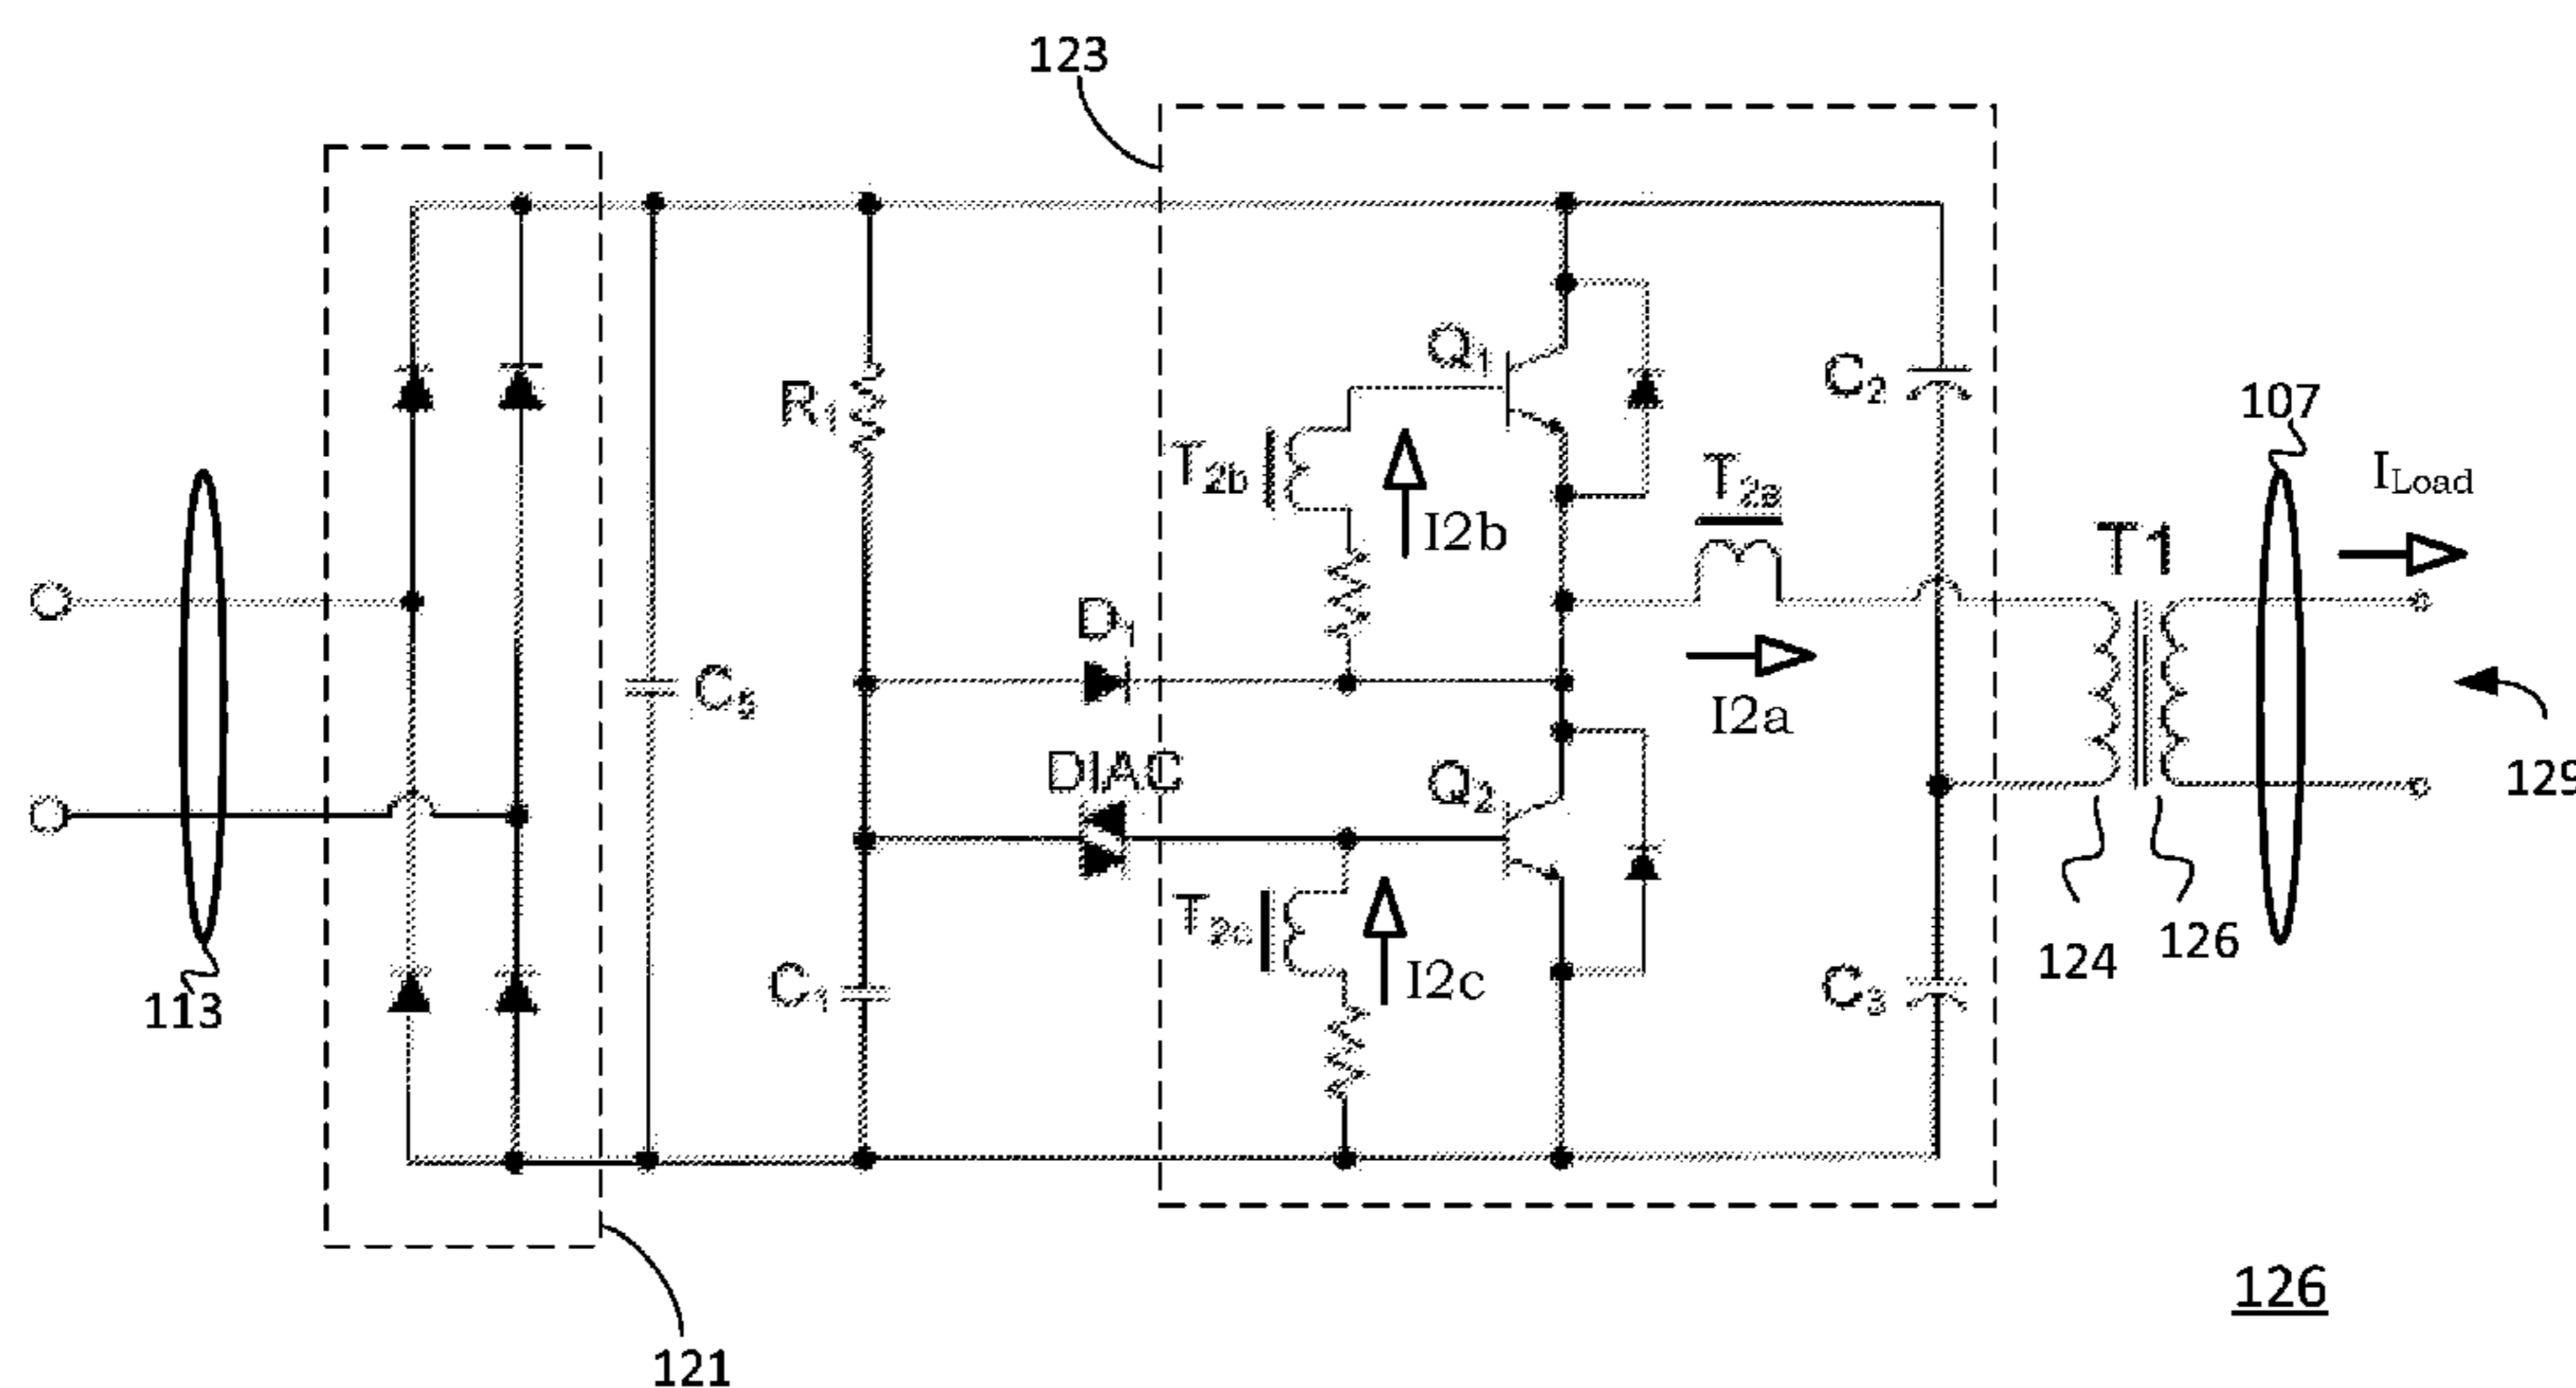 123
Q₁
C₂
107
R₁
T₂b
I2b
T₂a
T1
I_Load
D₁
C₅
I2a
DIAC
Q₂
129
T₂c
I2c
C₁
C₃
124
126
113
126
121